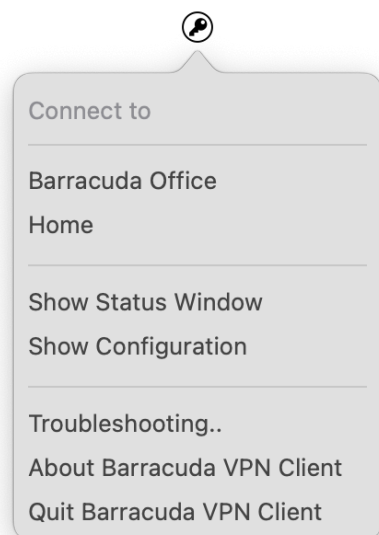 Connect to
Barracuda Office
Home
Show Status Window
Show Configuration
Troubleshooting..
About Barracuda VPN Client
Quit Barracuda VPN Client